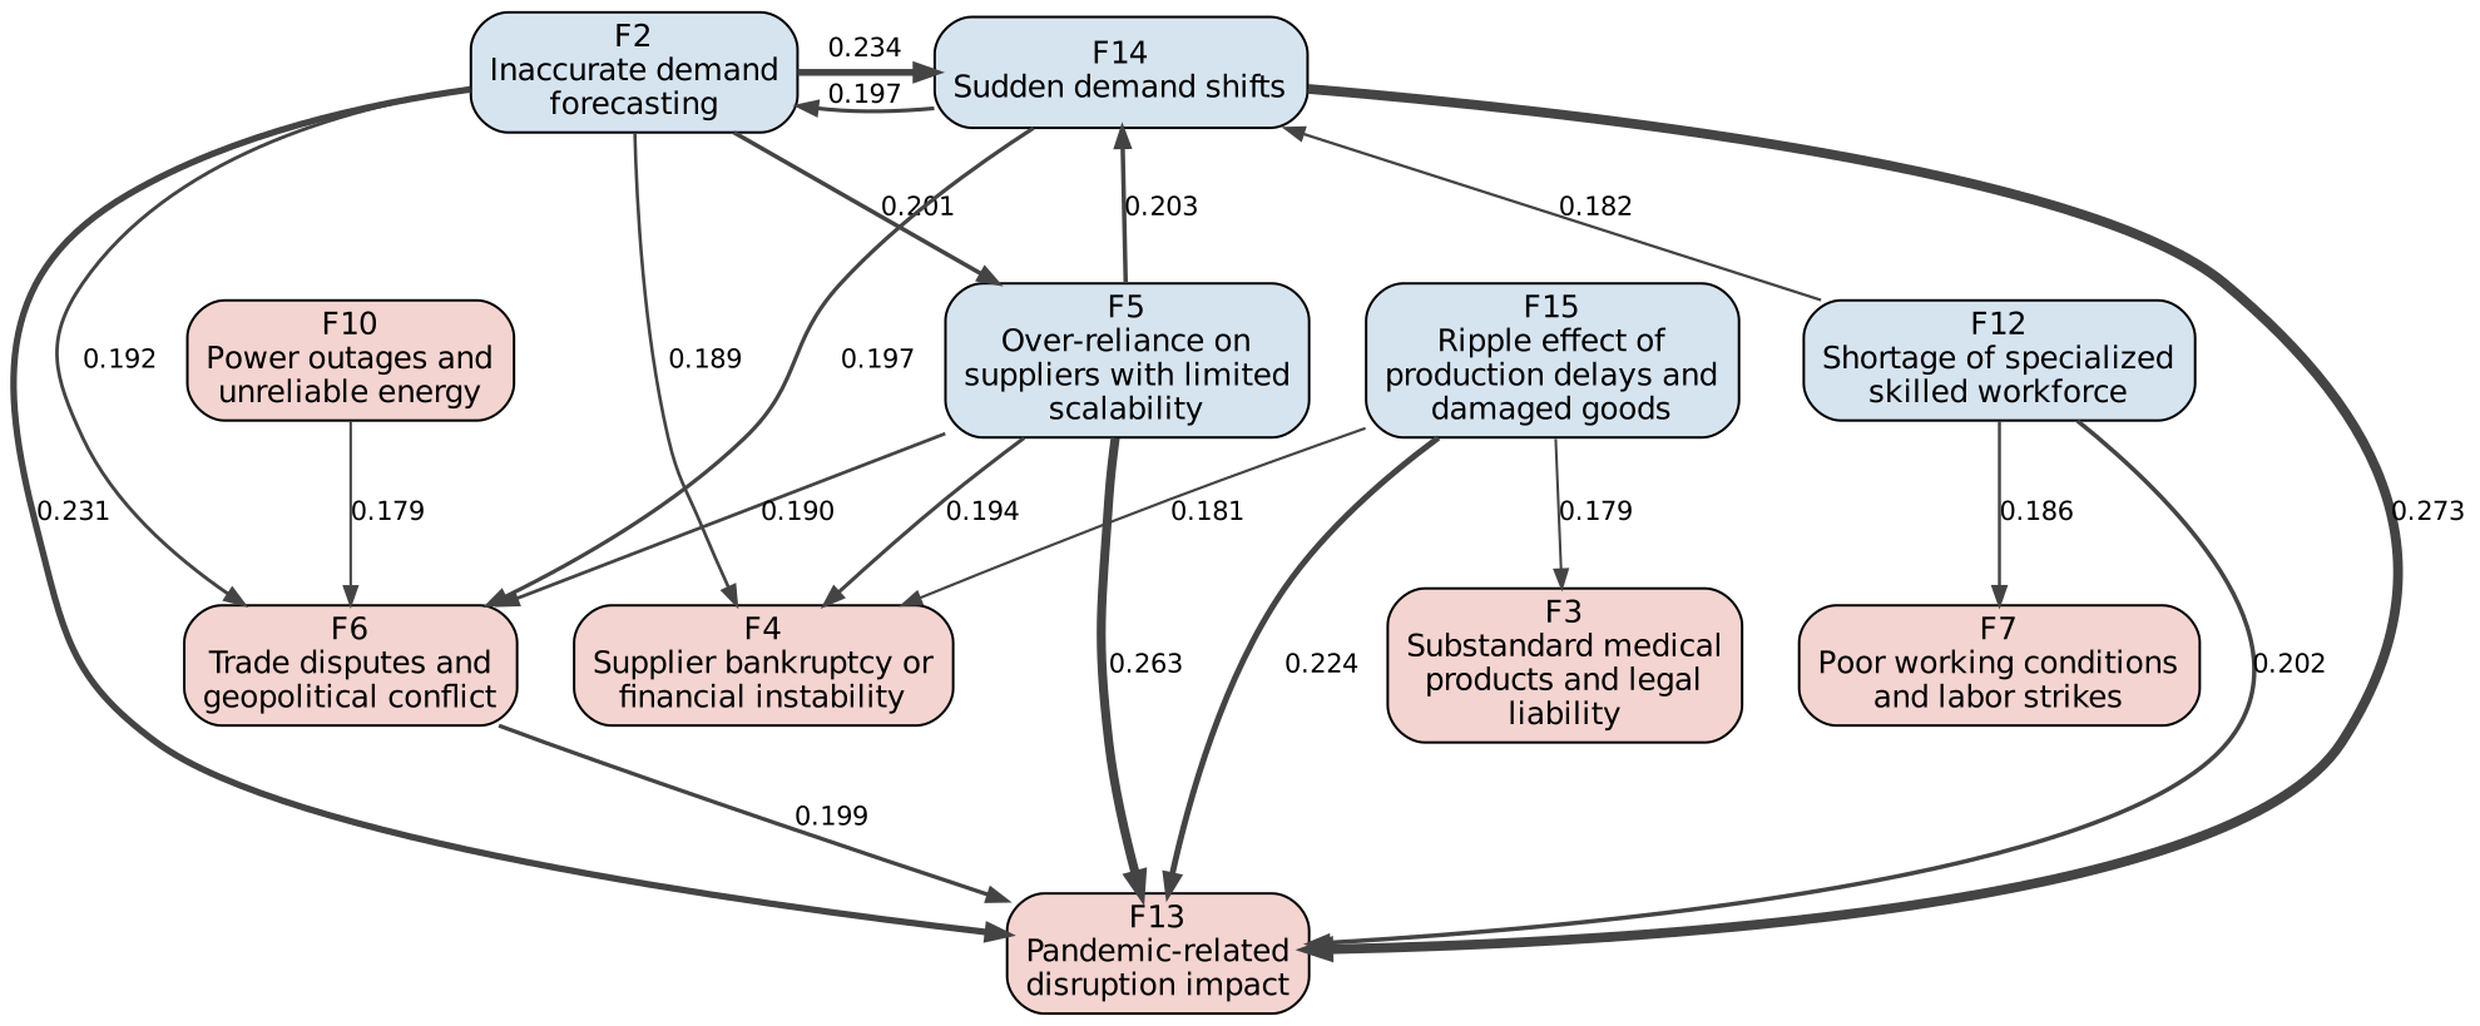 F2
Inaccurate demand
forecasting
0.234
0.197
F14
Sudden demand shifts
0.201
0.203
0.182
F10
Power outages and
unreliable energy
F5
Over-reliance on
suppliers with limited
scalability
F15
Ripple effect of
production delays and
damaged goods
F12
Shortage of specialized
skilled workforce
0.192
0.189
0.197
0.231
0.179
0.190
0.194
0.181
0.179
0.186
0.273
F6
Trade disputes and
geopolitical conflict
F4
Supplier bankruptcy or
financial instability
0.263
0.224
F3
Substandard medical
products and legal
liability
F7
Poor working conditions
and labor strikes
0.202
0.199
F13
Pandemic-related
disruption impact